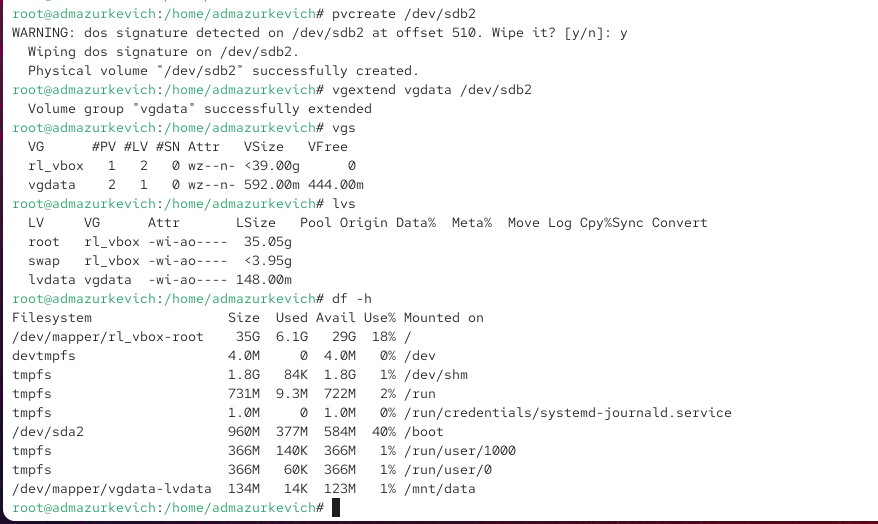 root@admazurkevich:/home/admazurkevich# pvcreate /dev/sdb2
WARNING: dos signature detected on /dev/sdb2 at offset 510. Wipe it? [y/n]: y
  Wiping dos signature on /dev/sdb2.
  Physical volume "/dev/sdb2" successfully created.
root@admazurkevich:/home/admazurkevich# vgextend vgdata /dev/sdb2
  Volume group "vgdata" successfully extended
root@admazurkevich:/home/admazurkevich# vgs
  VG      #PV #LV #SN Attr   VSize   VFree
  rl_vbox   1   2   0 wz--n- <39.00g      0
  vgdata    2   1   0 wz--n- 592.00m 444.00m
root@admazurkevich:/home/admazurkevich# lvs
  LV     VG      Attr       LSize   Pool Origin Data%  Meta%  Move Log Cpy%Sync Convert
  root   rl_vbox -wi-ao----  35.05g
  swap   rl_vbox -wi-ao----  <3.95g
  lvdata vgdata  -wi-ao---- 148.00m
root@admazurkevich:/home/admazurkevich# df -h
Filesystem                 Size  Used Avail Use% Mounted on
/dev/mapper/rl_vbox-root    35G  6.1G   29G  18% /
devtmpfs                   4.0M     0  4.0M   0% /dev
tmpfs                      1.8G   84K  1.8G   1% /dev/shm
tmpfs                      731M  9.3M  722M   2% /run
tmpfs                      1.0M     0  1.0M   0% /run/credentials/systemd-journald.service
/dev/sda2                  960M  377M  584M  40% /boot
tmpfs                      366M  140K  366M   1% /run/user/1000
tmpfs                      366M   60K  366M   1% /run/user/0
/dev/mapper/vgdata-lvdata  134M   14K  123M   1% /mnt/data
root@admazurkevich:/home/admazurkevich#